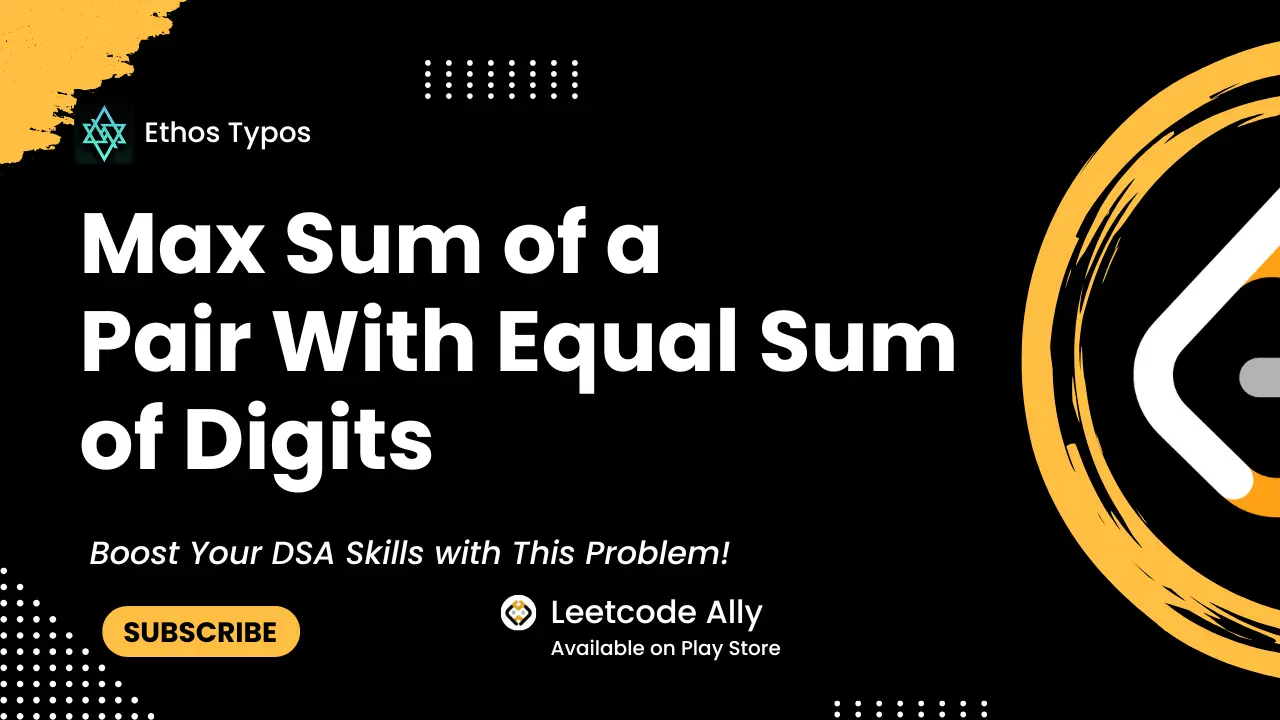 Ethos Typos
Max Sum of a
Pair With Equal Sum
of Digits
Boost Your DSA Skills with This Problem!
SUBSCRIBE
Leetcode Ally
Available on Play Store